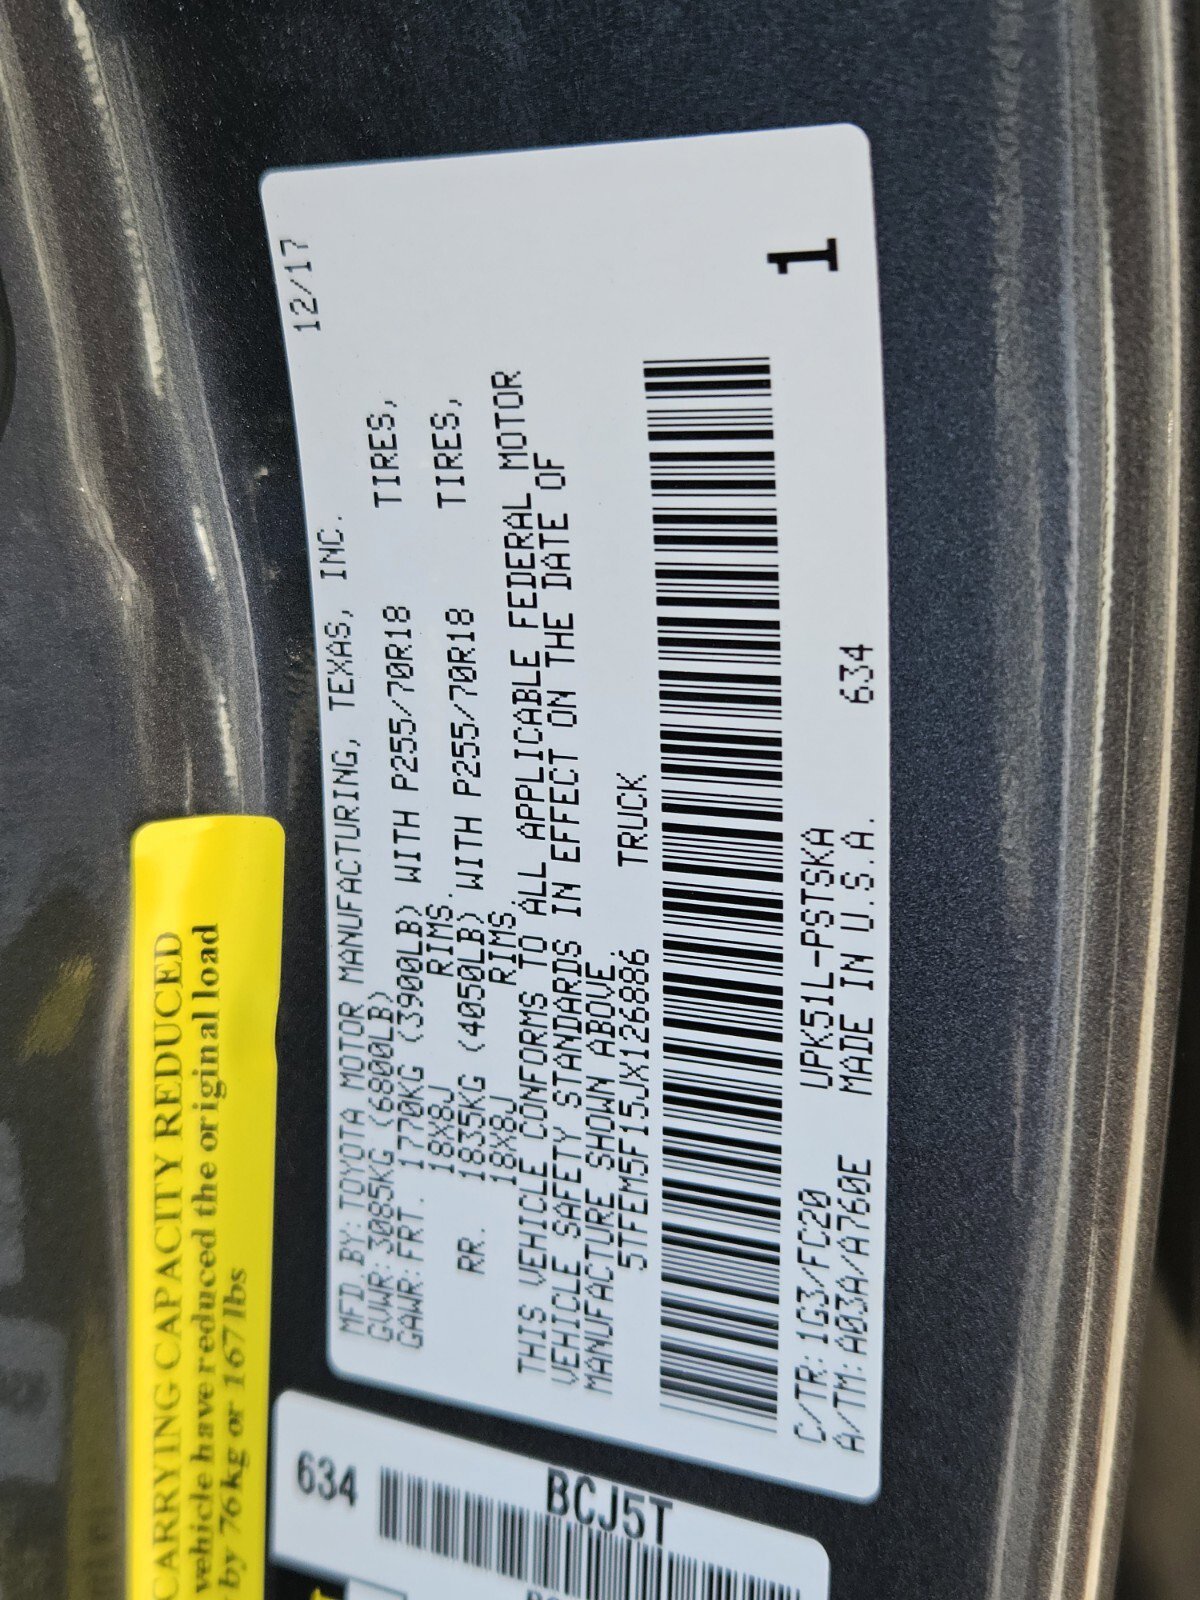 12/17
MFD.BY: TOYOTA MOTOR MANUFACTURING, TEXAS, INC.
GVWR: 3085KG (6800LB)
GAWR: FRT. 1770KG (3900LB) WITH P255/70R18 TIRES,
18X8J RIMS,
RR. 1835KG (4050LB) WITH P255/70R18 TIRES,
18X8J RIMS,
THIS VEHICLE CONFORMS TO ALL APPLICABLE FEDERAL MOTOR
VEHICLE SAFETY STANDARDS IN EFFECT ON THE DATE OF
MANUFACTURE SHOWN ABOVE.
5TFEM5F15JX126886 TRUCK
1
C/TR: 1G3/FC20 UPK51L-PSTSKA
A/TM: A03A/A760E MADE IN U.S.A. 634
CARRYING CAPACITY REDUCED
vehicle have reduced the original load
by 76 kg or 167 lbs
634
BCJ5T